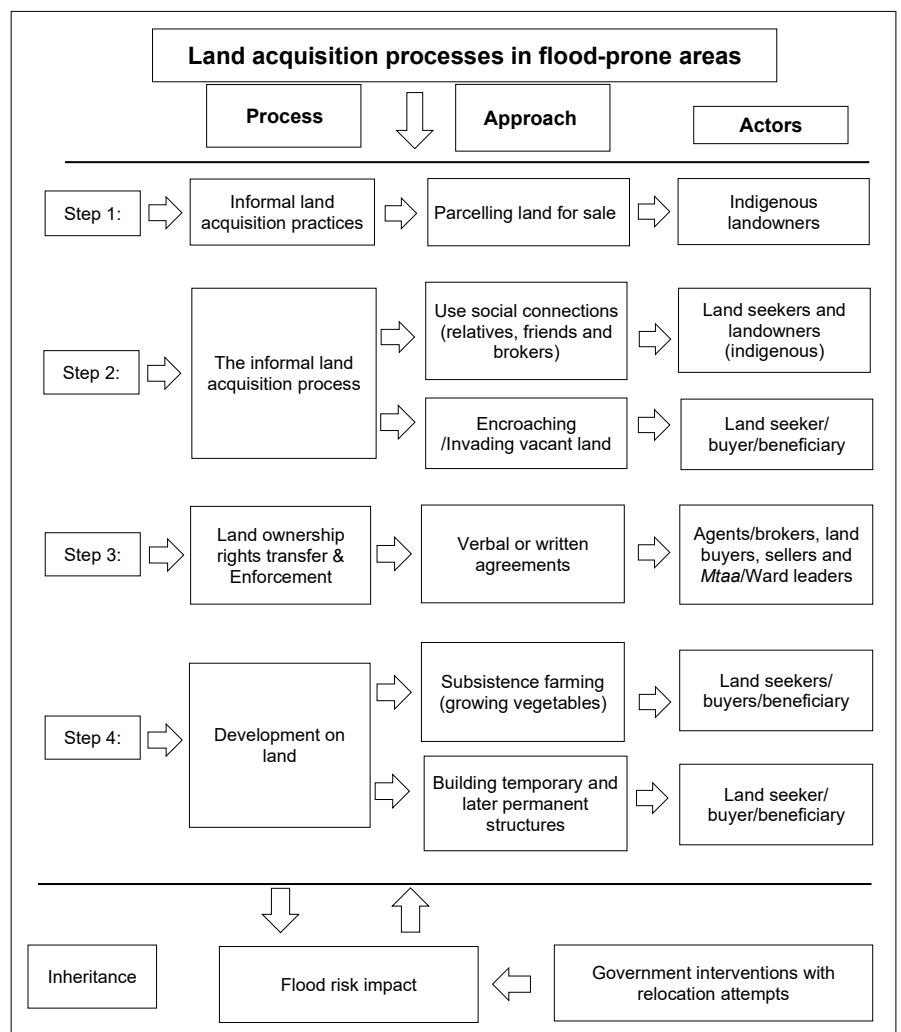 Land acquisition processes in flood-prone areas
Process
Approach
Actors
Step 1:
Informal land
acquisition practices
Parcelling land for sale
Indigenous
landowners
Step 2:
The informal land
acquisition process
Use social connections
(relatives, friends and
brokers)
Land seekers and
landowners
(indigenous)
Encroaching
/Invading vacant land
Land seeker/
buyer/beneficiary
Step 3:
Land ownership
rights transfer &
Enforcement
Verbal or written
agreements
Agents/brokers, land
buyers, sellers and
Mtaa/Ward leaders
Step 4:
Development on
land
Subsistence farming
(growing vegetables)
Land seekers/
buyers/beneficiary
Building temporary and
later permanent
structures
Land seeker/
buyer/beneficiary
Inheritance
Flood risk impact
Government interventions with
relocation attempts